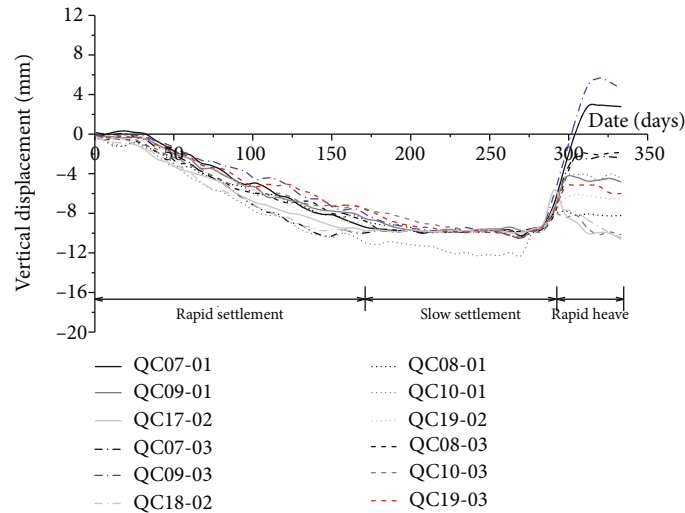 12
8
4
0
-4
-8
-12
-16
-20
Vertical displacement (mm)
Date (days)
0 50 100 150 200 250 300 350
Rapid settlement Slow settlement Rapid heave
QC07-01 QC08-01
QC09-01 QC10-01
QC17-02 QC19-02
QC07-03 QC08-03
QC09-03 QC10-03
QC18-02 QC19-03